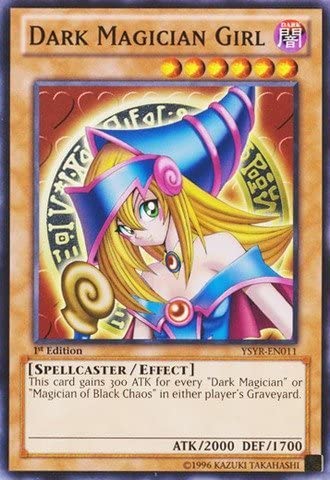 DARK MAGICIAN GIRL
DARK
闇
1st Edition
YSYR-EN011
[SPELLCASTER / EFFECT]
This card gains 300 ATK for every "Dark Magician" or
"Magician of Black Chaos" in either player's Graveyard.
ATK/2000 DEF/1700
©1996 KAZUKI TAKAHASHI